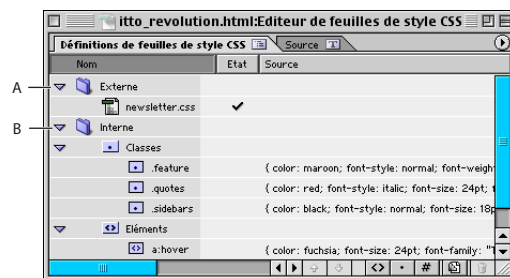 itto_revolution.html:Editeur de feuilles de style CSS
Définitions de feuilles de style CSS Source
Nom Etat Source
A Externe
newsletter.css
B Interne
Classes
.feature { color: maroon; font-style: normal; font-weigh
.quotes { color: red; font-style: italic; font-size: 24pt;
.sidebars { color: black; font-style: normal; font-size: 18p
Eléments
a:hover { color: fuchsia; font-size: 24pt; font-family: "T